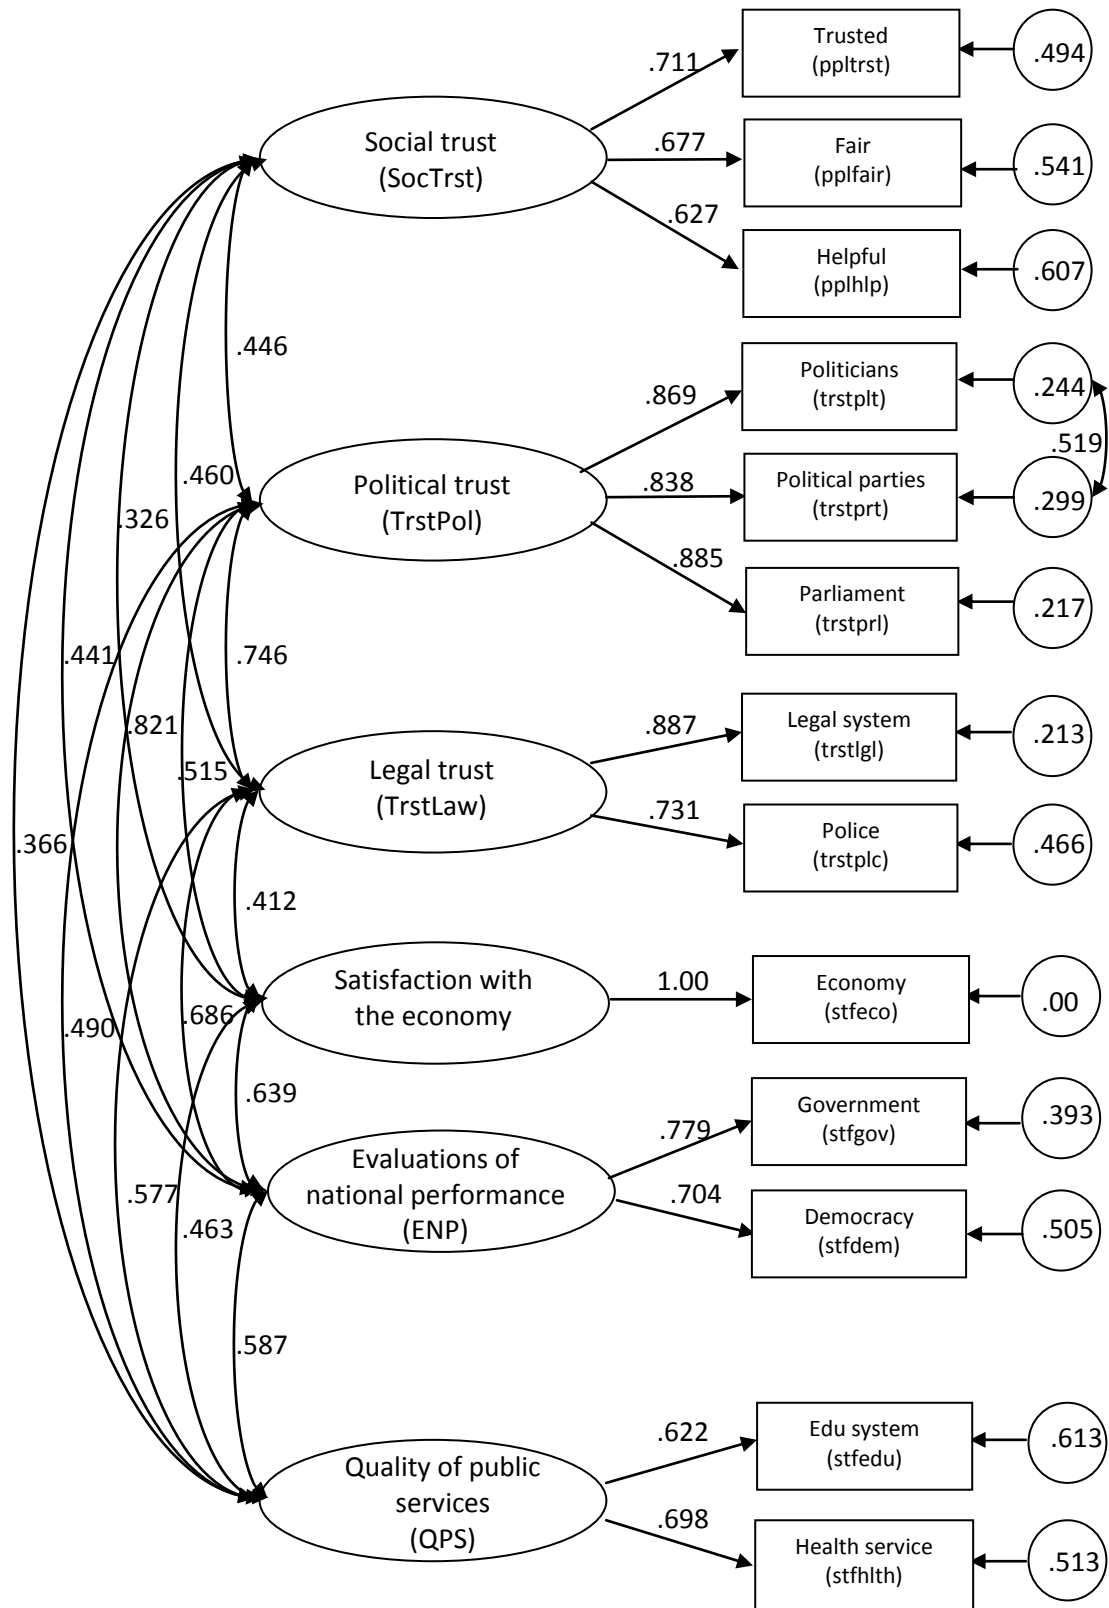 Trusted
(ppltrst)
.494
.711
Social trust
(SocTrst)
.677
Fair
(pplfair)
.541
.627
Helpful
(pplhlp)
.607
.446
Politicians
(trstplt)
.244
.869
.519
.460
.326
Political trust
(TrstPol)
.838
Political parties
(trstprt)
.299
.885
Parliament
(trstprl)
.217
.441
.746
.821
.515
Legal trust
(TrstLaw)
.887
Legal system
(trstlgl)
.213
.731
Police
(trstplc)
.466
.366
.412
Satisfaction with
the economy
1.00
Economy
(stfeco)
.00
.490
.686
.639
Government
(stfgov)
.393
.779
Evaluations of
national performance
(ENP)
.704
Democracy
(stfdem)
.505
.577
.463
.587
.622
Edu system
(stfedu)
.613
Quality of public
services
(QPS)
.698
Health service
(stfhlth)
.513